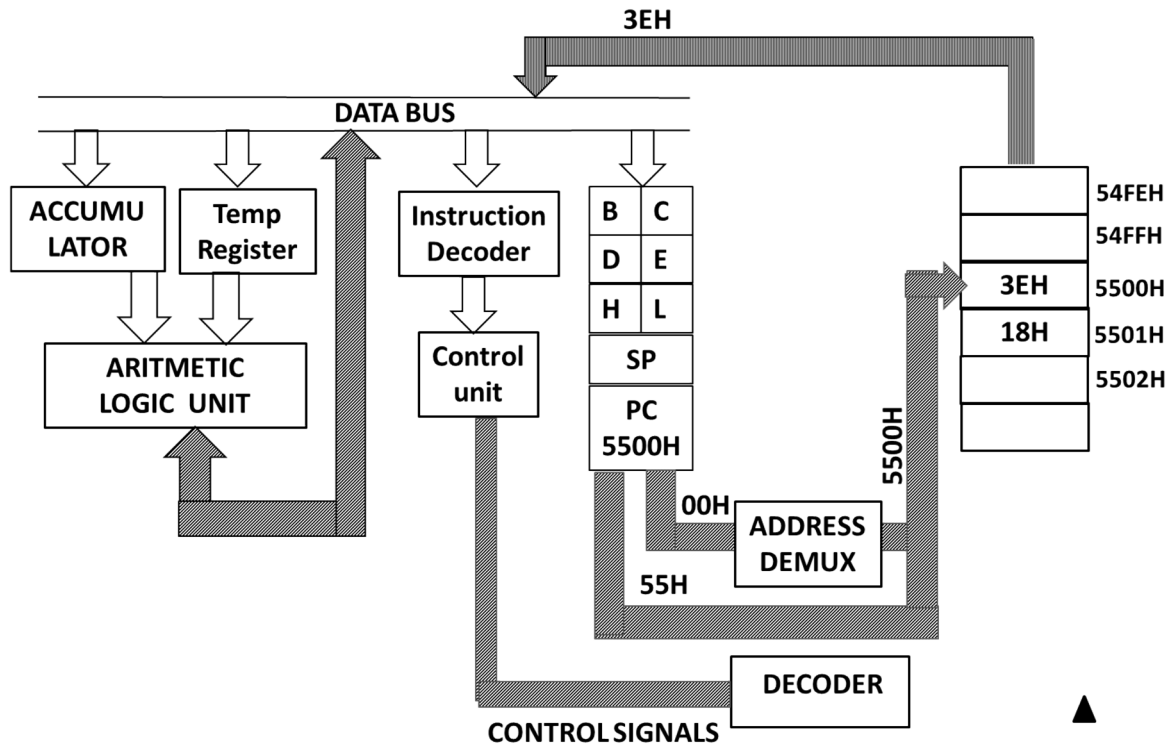 3EH
DATA BUS
ACCUMU
LATOR
Temp
Register
Instruction
Decoder
B C
D E
H L
SP
PC
5500H
Control
unit
ARITMETIC
LOGIC UNIT
54FEH
54FFH
3EH 5500H
18H 5501H
5502H
5500H
00H
ADDRESS
DEMUX
55H
DECODER
CONTROL SIGNALS